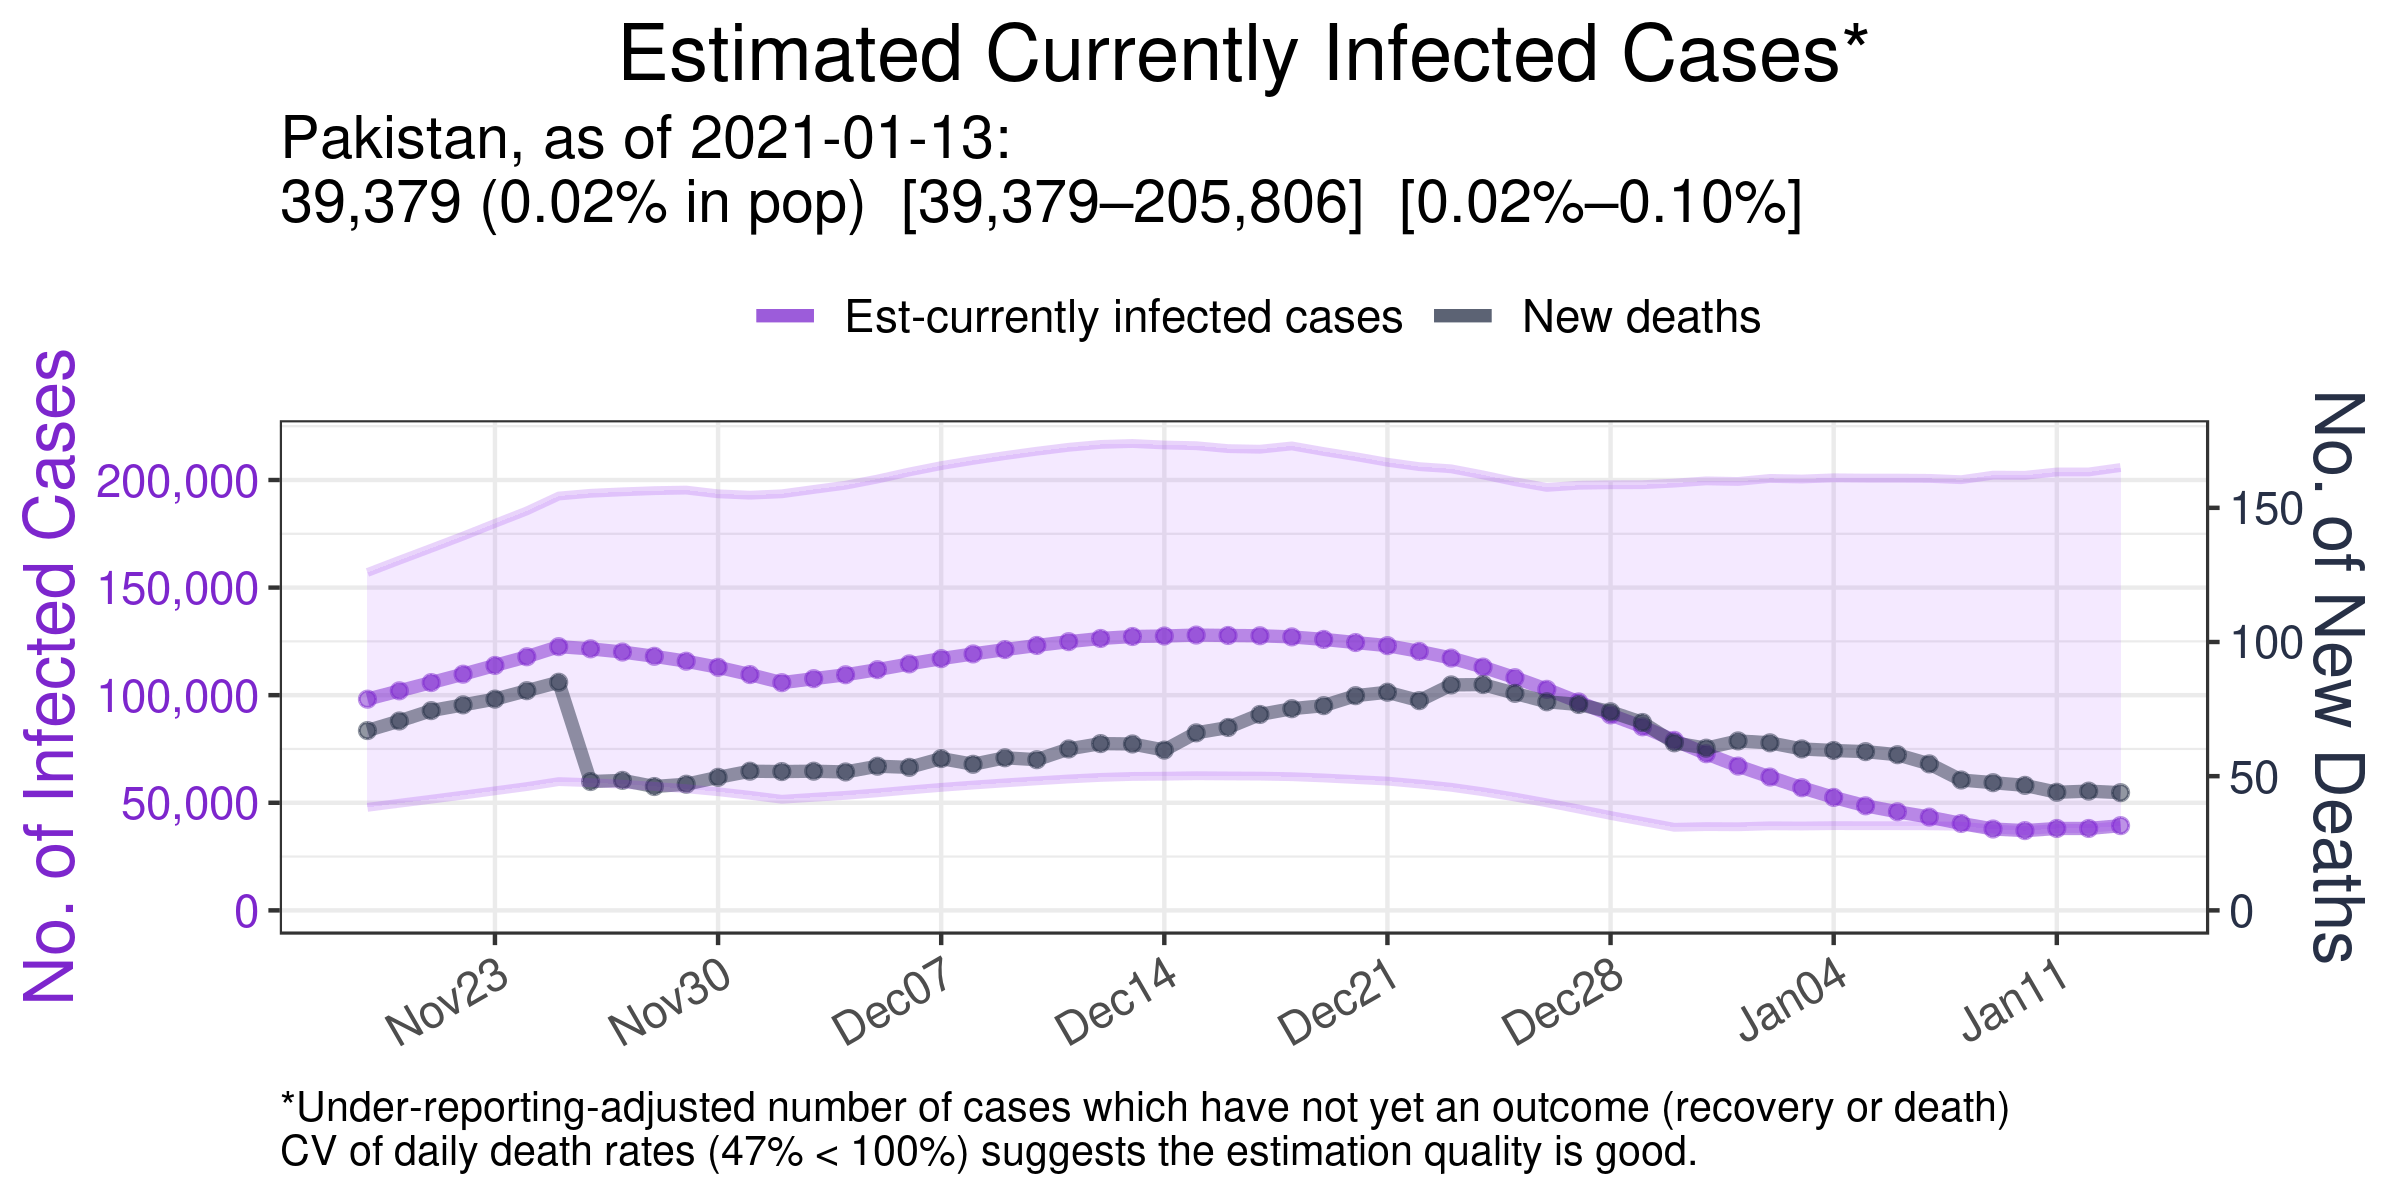 Estimated Currently Infected Cases*
Pakistan, as of 2021-01-13:
39,379 (0.02% in pop)  [39,379–205,806]  [0.02%–0.10%]
Est-currently infected cases
New deaths
No. of Infected Cases
200,000
150,000
100,000
50,000
0
150
100
50
0
No. of New Deaths
Nov23
Nov30
Dec07
Dec14
Dec21
Dec28
Jan04
Jan11
*Under-reporting-adjusted number of cases which have not yet an outcome (recovery or death)
CV of daily death rates (47% < 100%) suggests the estimation quality is good.